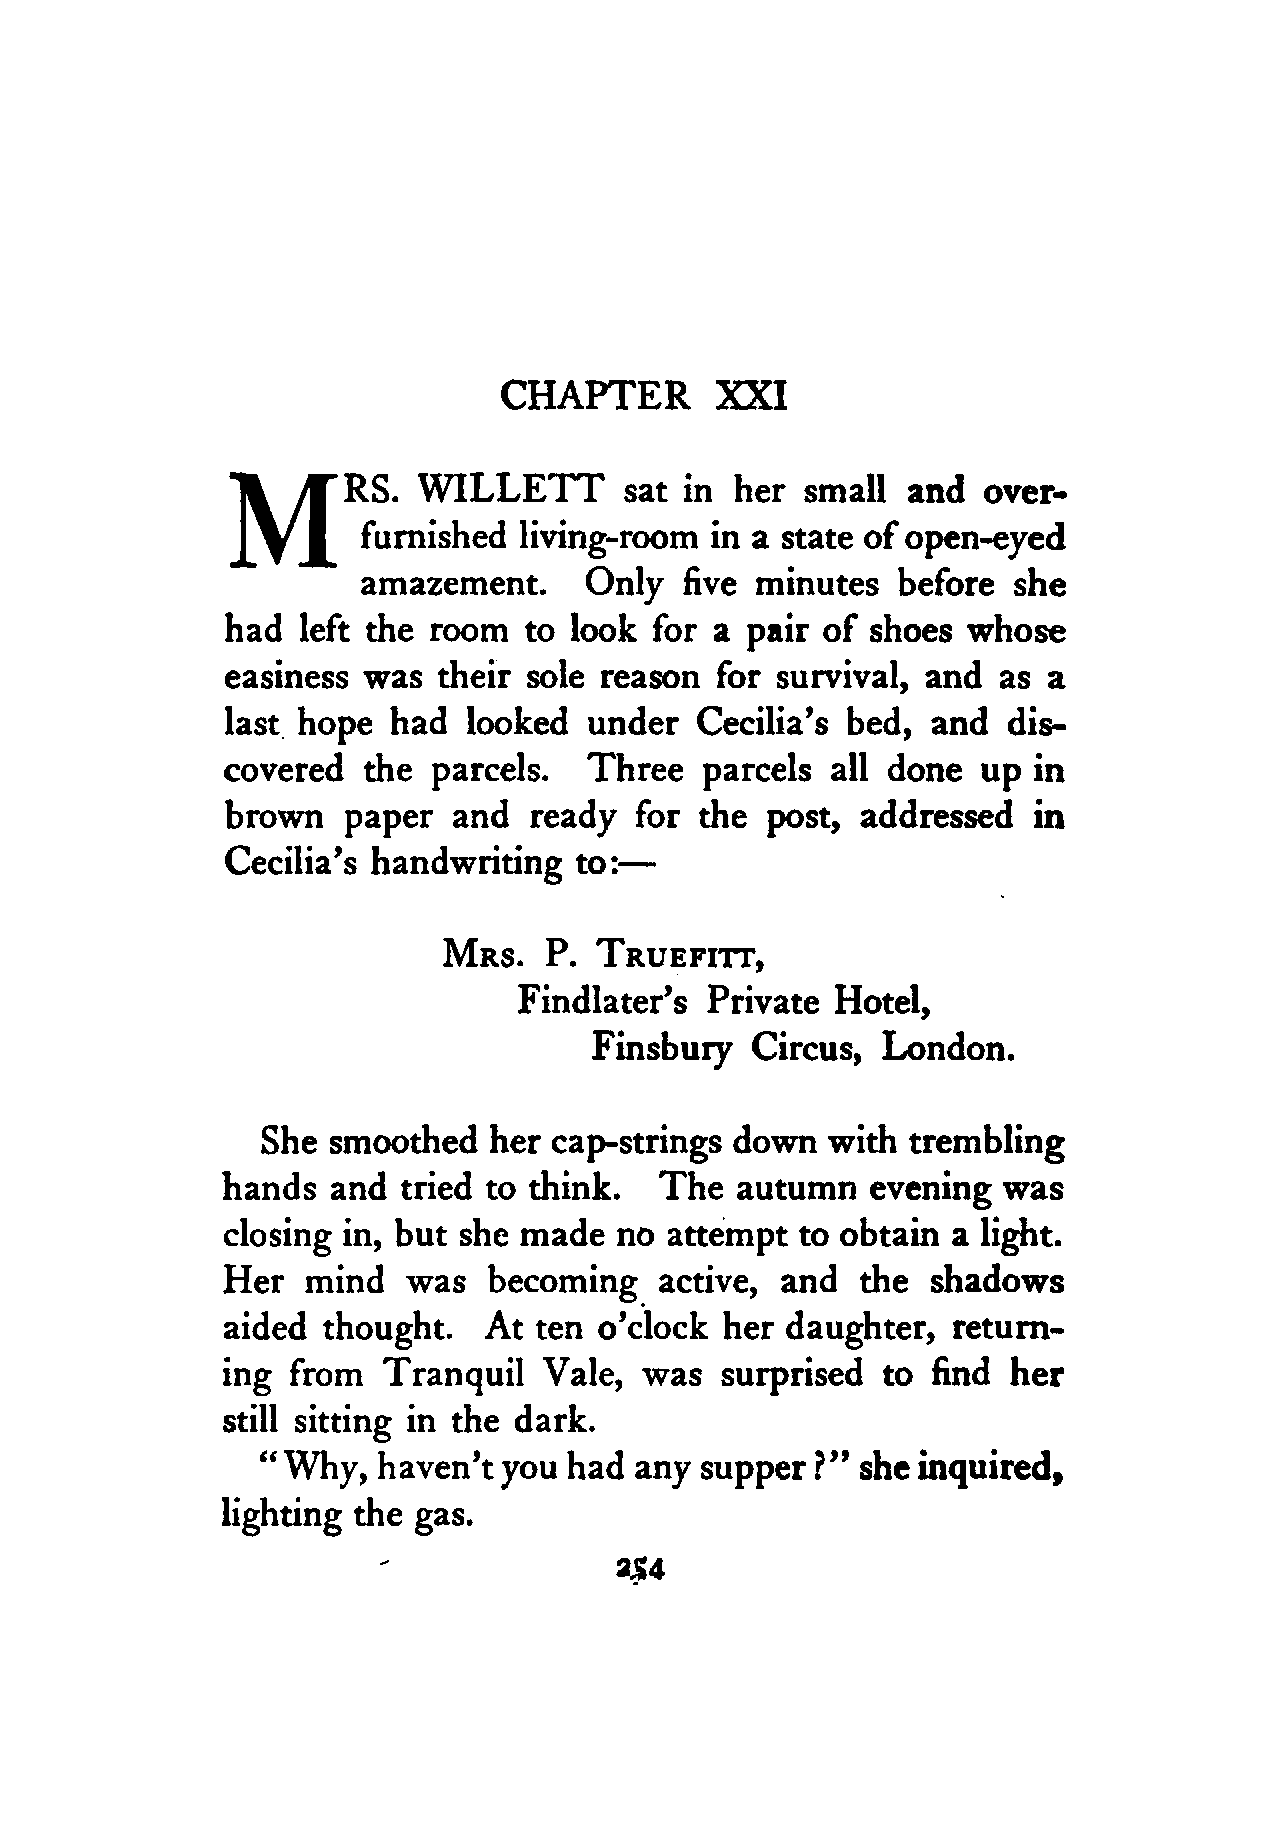 CHAPTER XXI
MRS. WILLETT sat in her small and over-
furnished living-room in a state of open-eyed
amazement. Only five minutes before she
had left the room to look for a pair of shoes whose
easiness was their sole reason for survival, and as a
last hope had looked under Cecilia's bed, and dis-
covered the parcels. Three parcels all done up in
brown paper and ready for the post, addressed in
Cecilia's handwriting to:—
MRS. P. TRUEFITT,
Findlater's Private Hotel,
Finsbury Circus, London.
She smoothed her cap-strings down with trembling
hands and tried to think. The autumn evening was
closing in, but she made no attempt to obtain a light.
Her mind was becoming active, and the shadows
aided thought. At ten o'clock her daughter, return-
ing from Tranquil Vale, was surprised to find her
still sitting in the dark.
"Why, haven't you had any supper?" she inquired,
lighting the gas.
254